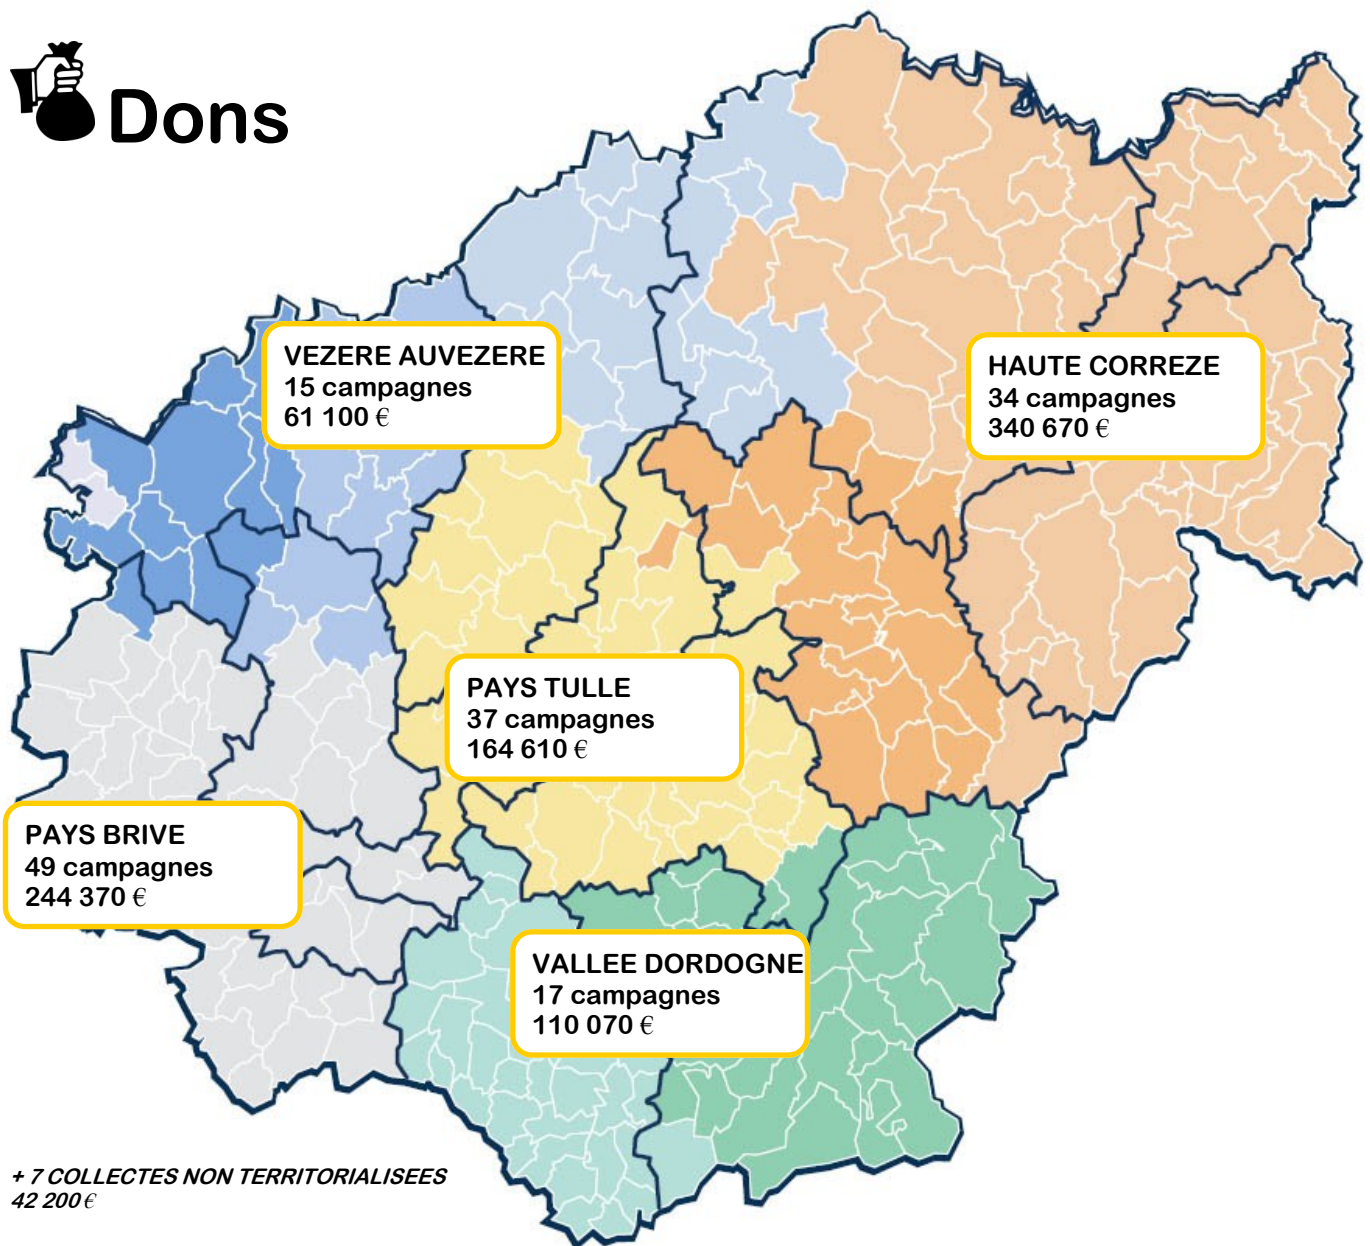 Dons
VEZERE AUVEZERE
15 campagnes
61 100 €
HAUTE CORREZE
34 campagnes
340 670 €
PAYS TULLE
37 campagnes
164 610 €
PAYS BRIVE
49 campagnes
244 370 €
VALLEE DORDOGNE
17 campagnes
110 070 €
+ 7 COLLECTES NON TERRITORIALISEES
42 200 €